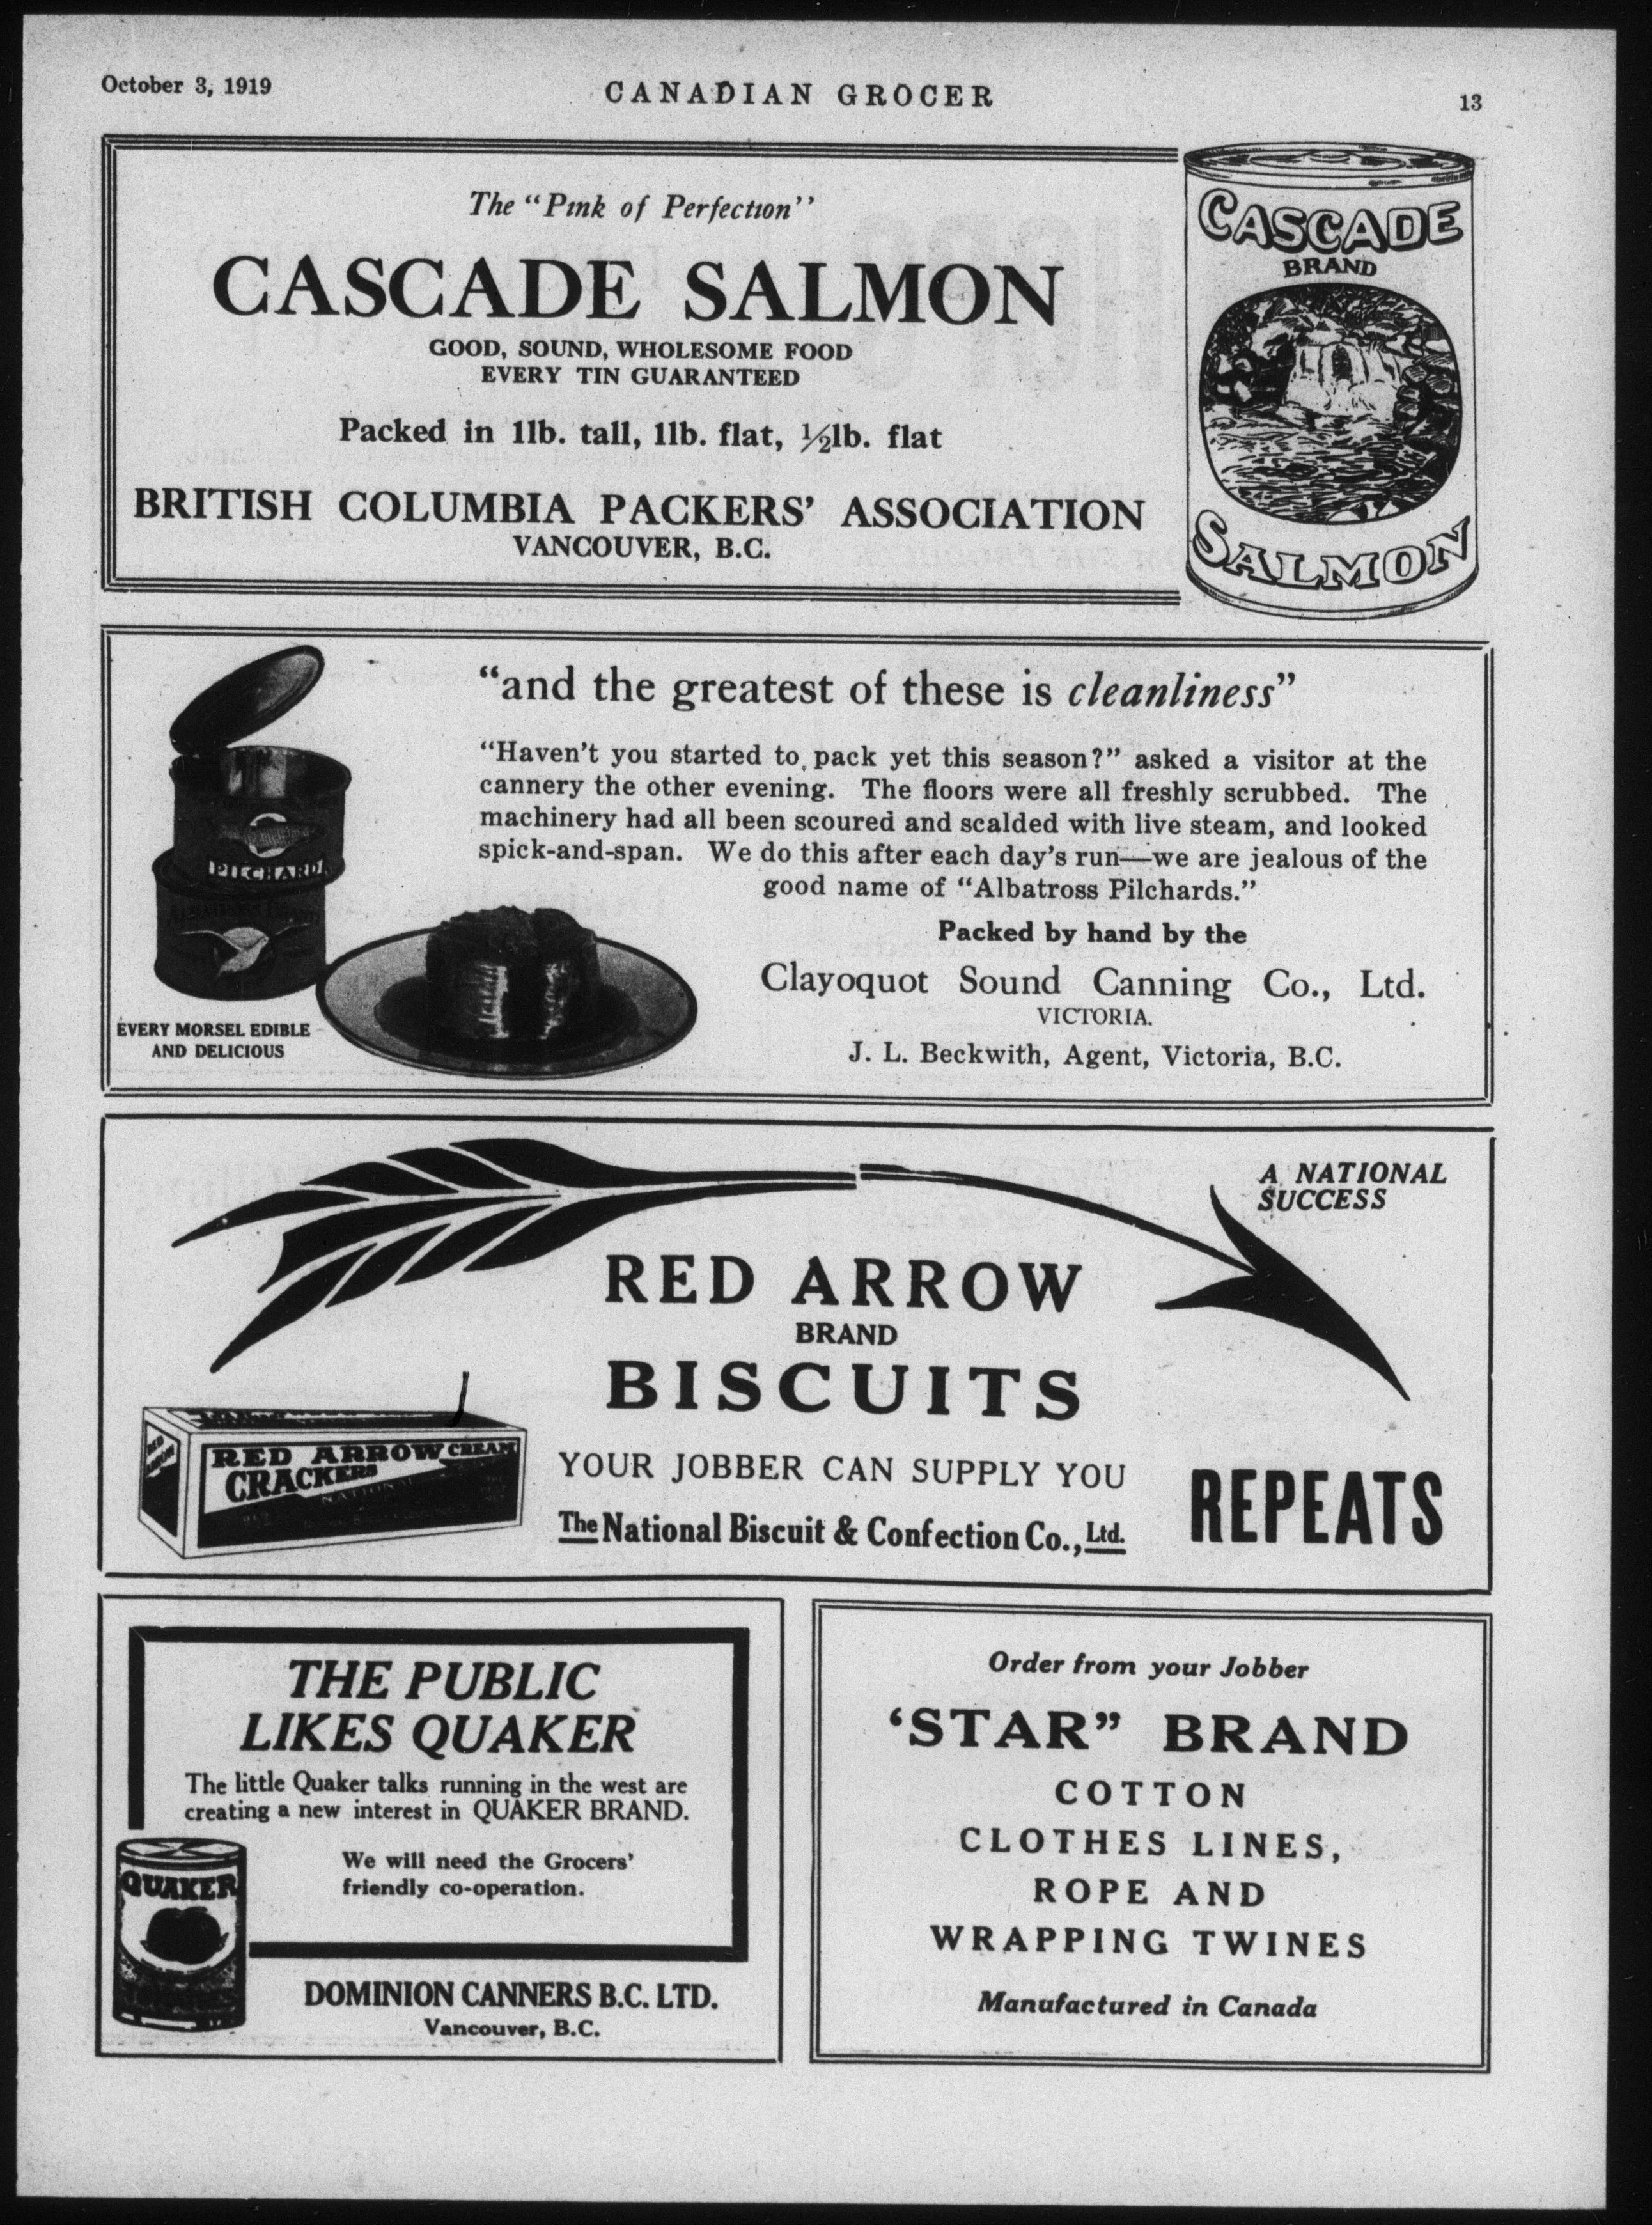 October 3, 1919
CANADIAN GROCER
13
The "Pink of Perfection"
CASCADE SALMON
GOOD, SOUND, WHOLESOME FOOD
EVERY TIN GUARANTEED
Packed in 1lb. tall, 1lb. flat, ½lb. flat
BRITISH COLUMBIA PACKERS' ASSOCIATION
VANCOUVER, B.C.
CASCADE
BRAND
SALMON
"and the greatest of these is cleanliness"
"Haven't you started to pack yet this season?" asked a visitor at the
cannery the other evening. The floors were all freshly scrubbed. The
machinery had all been scoured and scalded with live steam, and looked
spick-and-span. We do this after each day's run—we are jealous of the
good name of "Albatross Pilchards."
Packed by hand by the
Clayoquot Sound Canning Co., Ltd.
VICTORIA.
J. L. Beckwith, Agent, Victoria, B.C.
PILCHARD
EVERY MORSEL EDIBLE
AND DELICIOUS
A NATIONAL
SUCCESS
RED ARROW
BRAND
BISCUITS
YOUR JOBBER CAN SUPPLY YOU
The National Biscuit & Confection Co., Ltd.
REPEATS
RED
ARROW
RED ARROW CREAM
CRACKERS
NATIONAL
THE PUBLIC
LIKES QUAKER
The little Quaker talks running in the west are
creating a new interest in QUAKER BRAND.
We will need the Grocers'
friendly co-operation.
QUAKER
DOMINION CANNERS B.C. LTD.
Vancouver, B.C.
Order from your Jobber
'STAR" BRAND
COTTON
CLOTHES LINES,
ROPE AND
WRAPPING TWINES
Manufactured in Canada